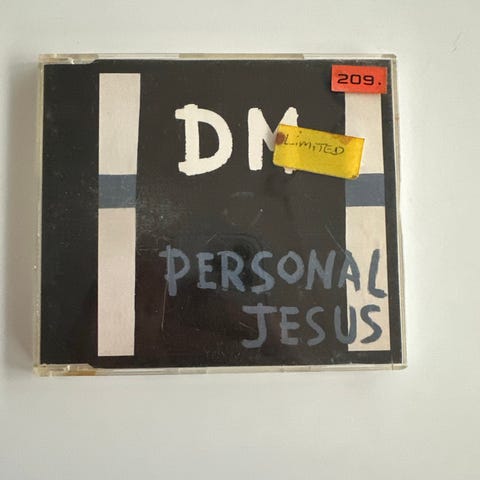 209.
DM
LIMITED
PERSONAL
JESUS